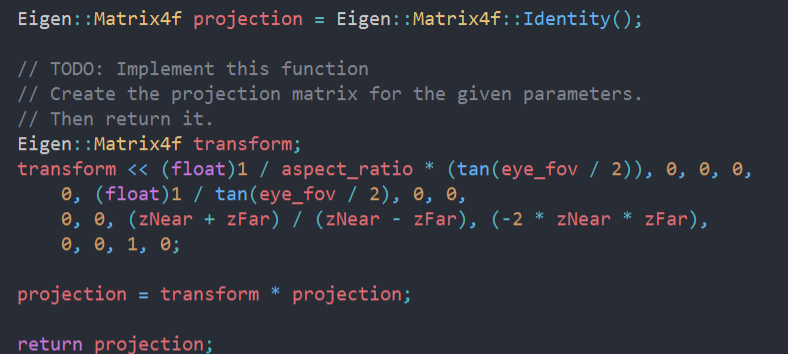 Eigen::Matrix4f projection = Eigen::Matrix4f::Identity();
// TODO: Implement this function
// Create the projection matrix for the given parameters.
// Then return it.
Eigen::Matrix4f transform;
transform << (float)1 / aspect_ratio * (tan(eye_fov / 2)), 0, 0, 0,
0, (float)1 / tan(eye_fov / 2), 0, 0,
0, 0, (zNear + zFar) / (zNear - zFar), (-2 * zNear * zFar),
0, 0, 1, 0;
projection = transform * projection;
return projection;